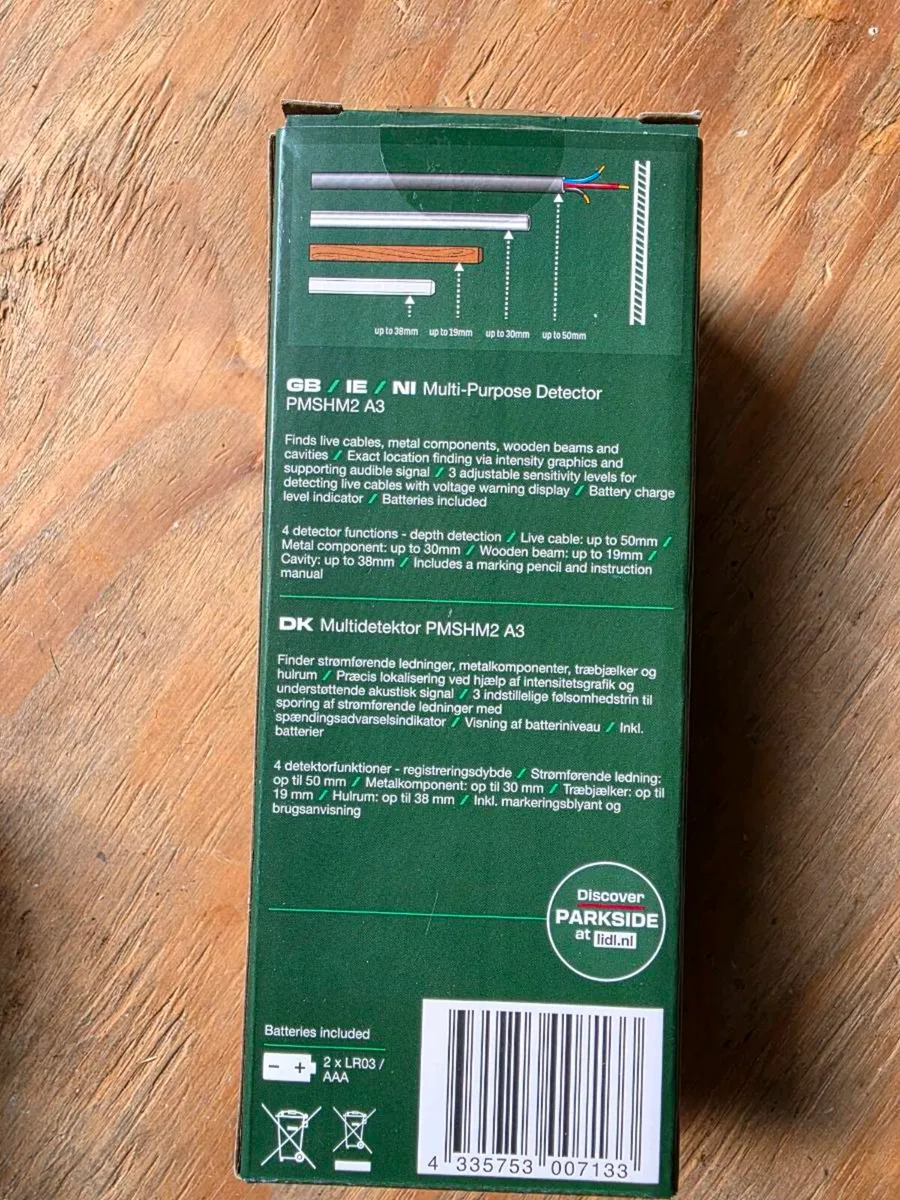 up to 38mm up to 19mm up to 30mm up to 50mm
GB / IE / NI Multi-Purpose Detector
PMSHM2 A3
Finds live cables, metal components, wooden beams and
cavities / Exact location finding via intensity graphics and
supporting audible signal / 3 adjustable sensitivity levels for
detecting live cables with voltage warning display / Battery charge
level indicator / Batteries included
4 detector functions - depth detection / Live cable: up to 50mm /
Metal component: up to 30mm / Wooden beam: up to 19mm /
Cavity: up to 38mm / Includes a marking pencil and instruction
manual
DK Multidetektor PMSHM2 A3
Finder strømførende ledninger, metalkomponenter, træbjælker og
hulrum / Præcis lokalisering ved hjælp af intensitetsgrafik og
understøttende akustisk signal / 3 indstillelige følsomhedstrin til
sporing af strømførende ledninger med
spændingsadvarselsindikator / Visning af batteriniveau / Inkl.
batterier
4 detektorfunktioner - registreringsdybde / Strømførende ledning:
op til 50 mm / Metalkomponent: op til 30 mm / Træbjælker: op til
19 mm / Hulrum: op til 38 mm / Inkl. markeringsblyant og
brugsanvisning
Discover
PARKSIDE
at lidl.nl
Batteries included
2 x LR03 /
AAA
4 335753 007133